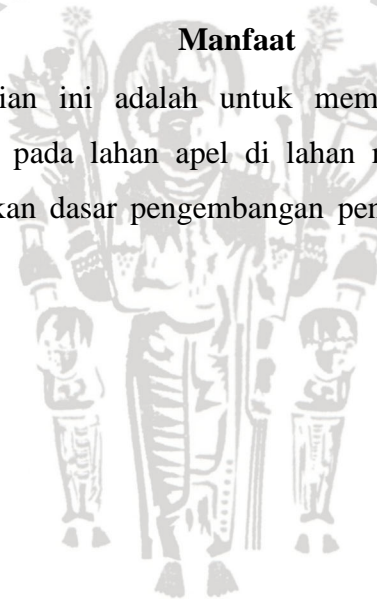 Manfaat
ian ini adalah untuk mem
pada lahan apel di lahan
kan dasar pengembangan pen